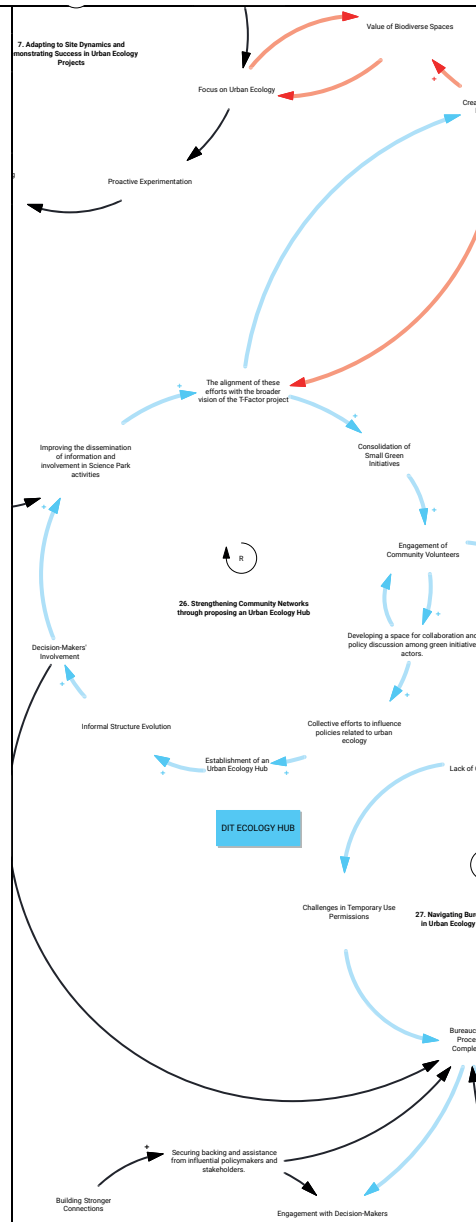 7. Adapting to Site Dynamics and
monstrating Success in Urban Ecology
Projects
Value of Biodiverse Spaces
Focus on Urban Ecology
Crea
Proactive Experimentation
g
The alignment of these
efforts with the broader
vision of the T-Factor project
Improving the dissemination
of information and
involvement in Science Park
activities
Consolidation of
Small Green
Initiatives
Engagement of
Community Volunteers
R
26. Strengthening Community Networks
through proposing an Urban Ecology Hub
Developing a space for collaboration and
policy discussion among green initiative
actors.
Decision-Makers'
Involvement
Informal Structure Evolution
Collective efforts to influence
policies related to urban
ecology
Establishment of an
Urban Ecology Hub
Lack of
DIT ECOLOGY HUB
Challenges in Temporary Use
Permissions
27. Navigating Bur
in Urban Ecology
Bureauc
Proce
Comple
Securing backing and assistance
from influential policymakers and
stakeholders.
Building Stronger
Connections
Engagement with Decision-Makers